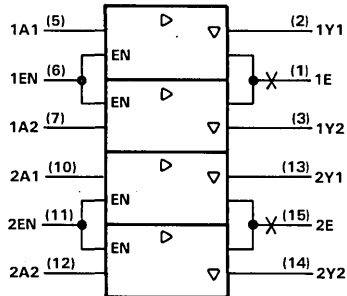 1A1 (5) (2) 1Y1
EN
1EN (6) (1) 1E
EN
1A2 (7) (3) 1Y2
2A1 (10) (13) 2Y1
EN
2EN (11) (15) 2E
EN
2A2 (12) (14) 2Y2